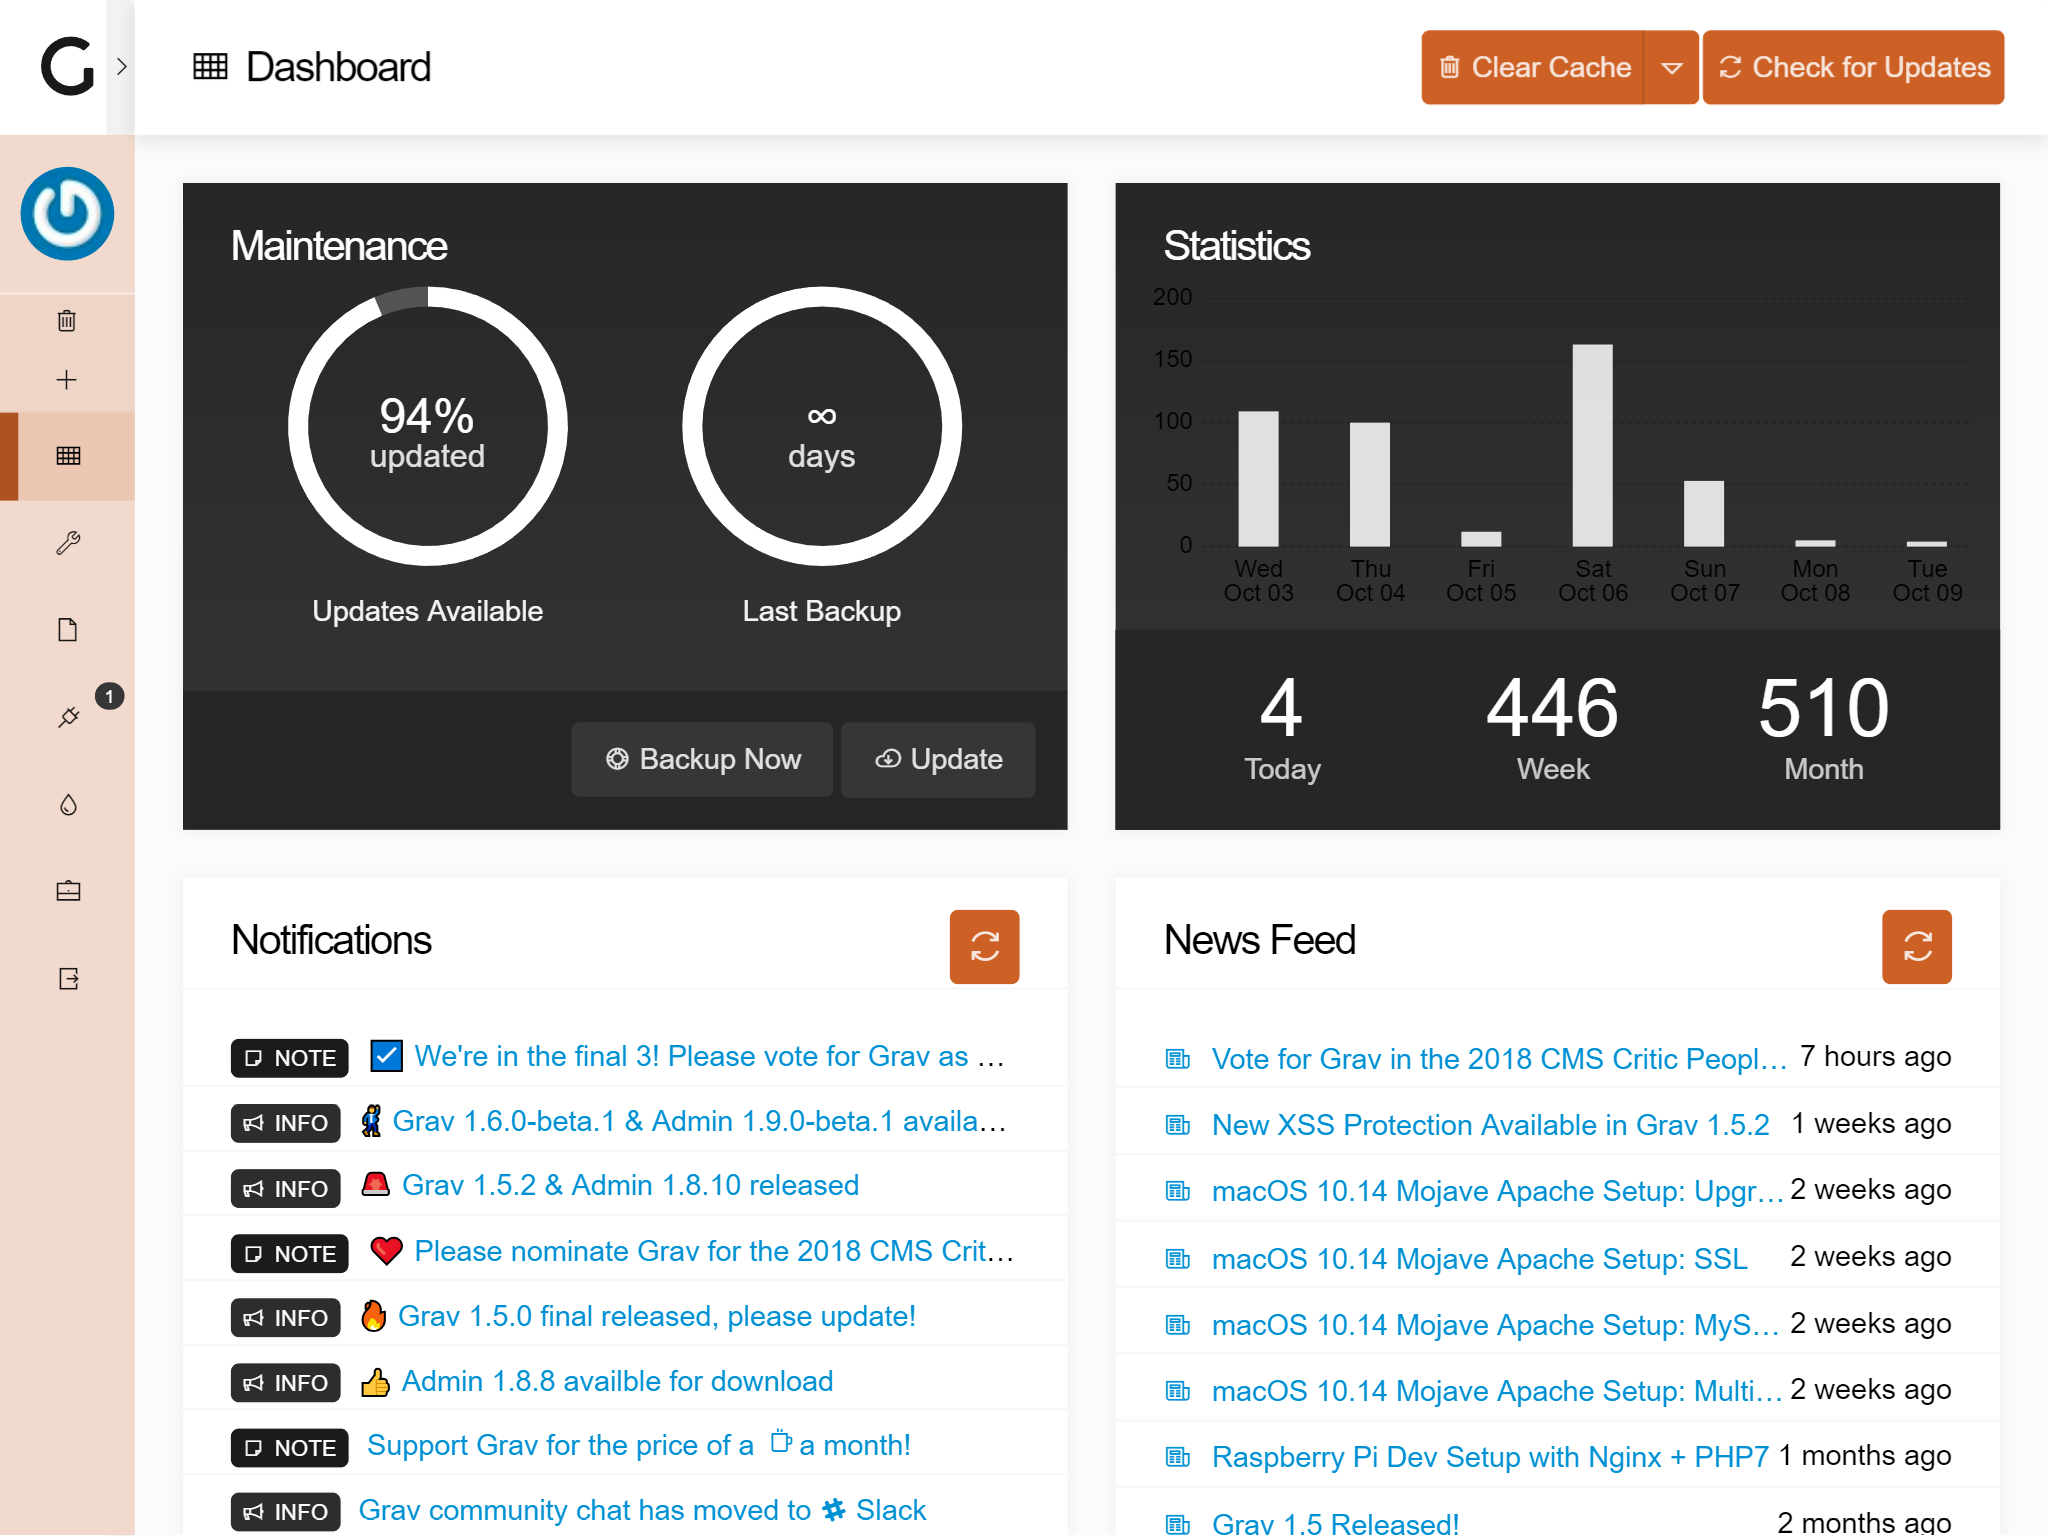 Dashboard
Clear Cache
Check for Updates
1
Maintenance
94%
updated
Updates Available
∞
days
Last Backup
Backup Now
Update
Statistics
200
150
100
50
0
Wed Thu Fri Sat Sun Mon Tue
Oct 03 Oct 04 Oct 05 Oct 06 Oct 07 Oct 08 Oct 09
4 446 510
Today Week Month
Notifications
NOTE We're in the final 3! Please vote for Grav as …
INFO Grav 1.6.0-beta.1 & Admin 1.9.0-beta.1 availa…
INFO Grav 1.5.2 & Admin 1.8.10 released
NOTE Please nominate Grav for the 2018 CMS Crit…
INFO Grav 1.5.0 final released, please update!
INFO Admin 1.8.8 availble for download
NOTE Support Grav for the price of a a month!
INFO Grav community chat has moved to Slack
News Feed
Vote for Grav in the 2018 CMS Critic Peopl… 7 hours ago
New XSS Protection Available in Grav 1.5.2 1 weeks ago
macOS 10.14 Mojave Apache Setup: Upgr… 2 weeks ago
macOS 10.14 Mojave Apache Setup: SSL 2 weeks ago
macOS 10.14 Mojave Apache Setup: MyS… 2 weeks ago
macOS 10.14 Mojave Apache Setup: Multi… 2 weeks ago
Raspberry Pi Dev Setup with Nginx + PHP7 1 months ago
Grav 1.5 Released! 2 months ago